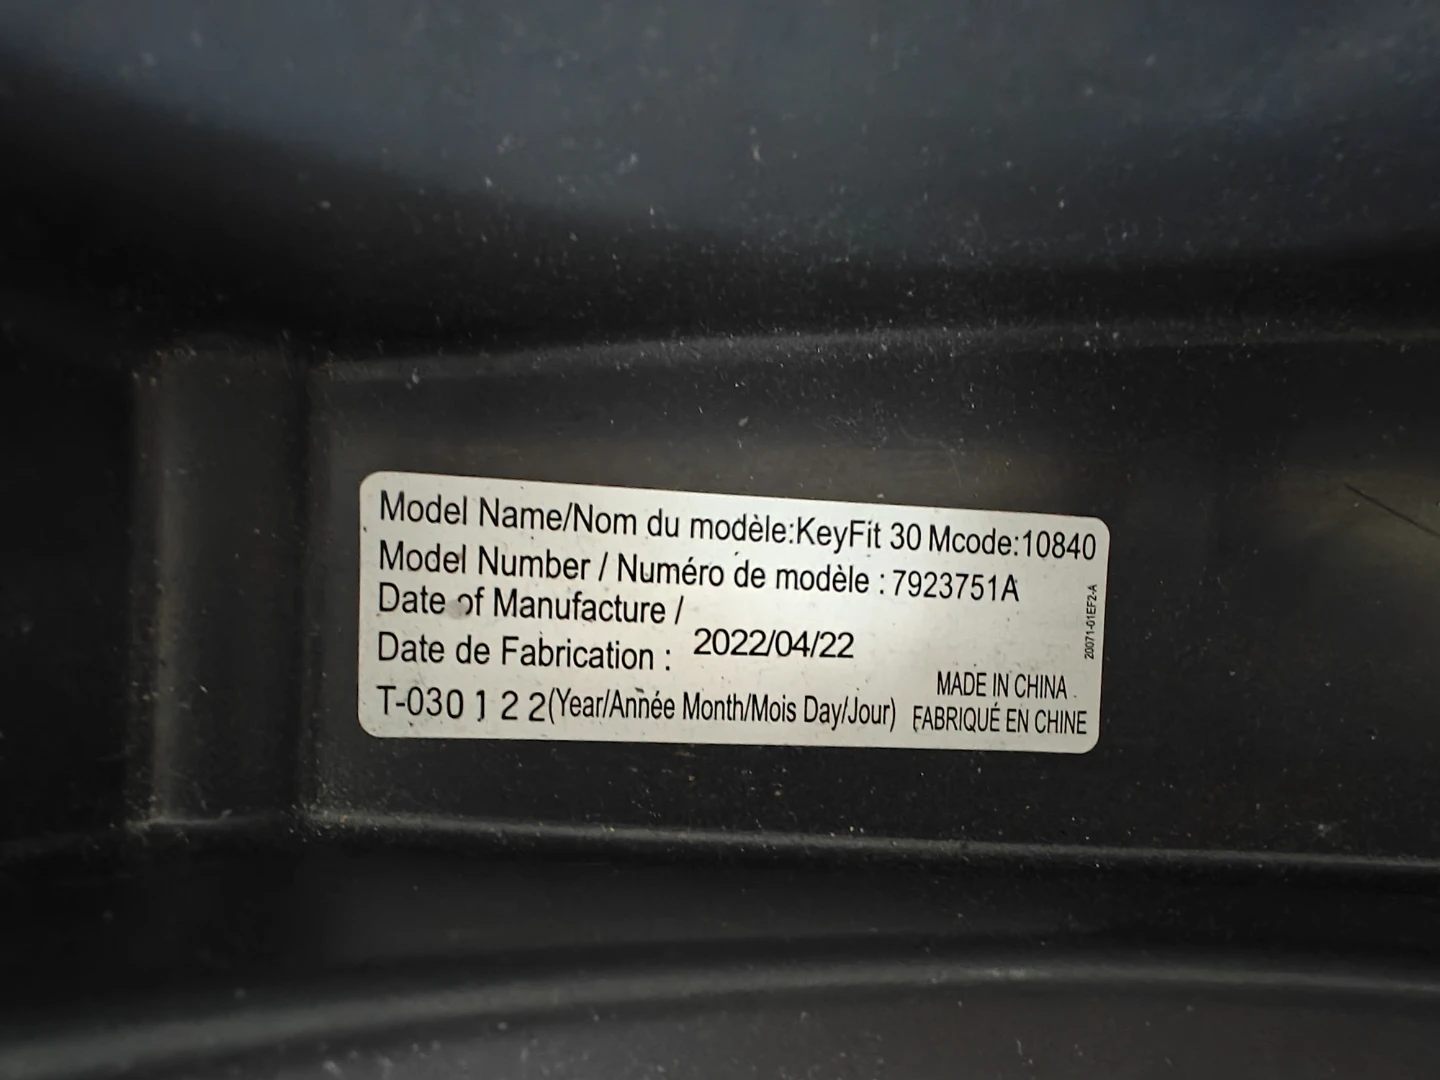 Model Name/Nom du modèle:KeyFit 30 Mcode:10840
Model Number / Numéro de modèle : 7923751A
Date of Manufacture /
Date de Fabrication : 2022/04/22
T-030 1 2 2(Year/Année Month/Mois Day/Jour)
MADE IN CHINA
FABRIQUÉ EN CHINE
20071-01EF2-A